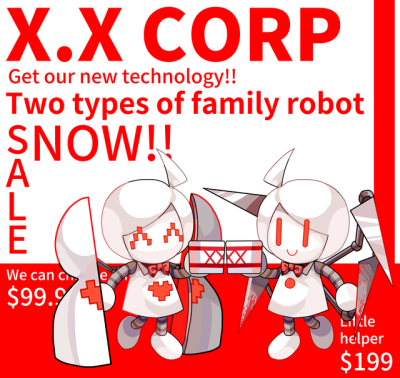 X.X CORP
Get our new technology!!
Two types of family robot
SALE
SNOW!!
XXX
We can
$99.9
Little
helper
$199